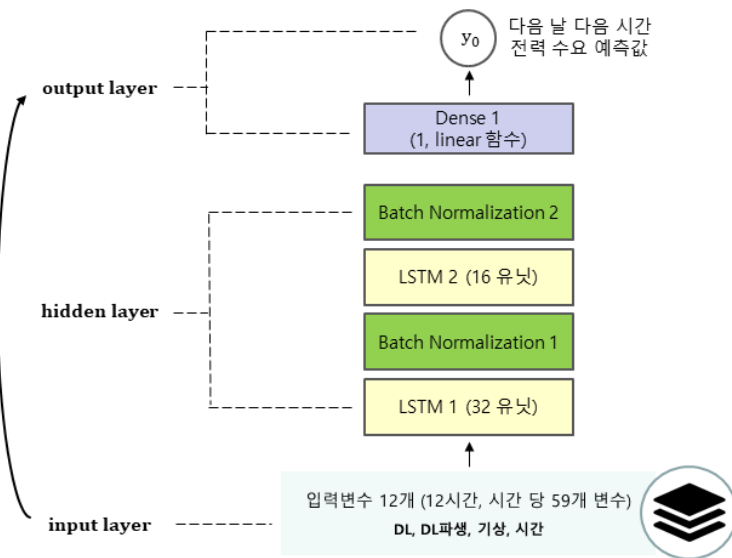 y₀
다음 날 다음 시간
전력 수요 예측값
output layer
Dense 1
(1, linear 함수)
Batch Normalization 2
LSTM 2 (16 유닛)
hidden layer
Batch Normalization 1
LSTM 1 (32 유닛)
입력변수 12개 (12시간, 시간 당 59개 변수)
input layer
DL, DL파생, 기상, 시간